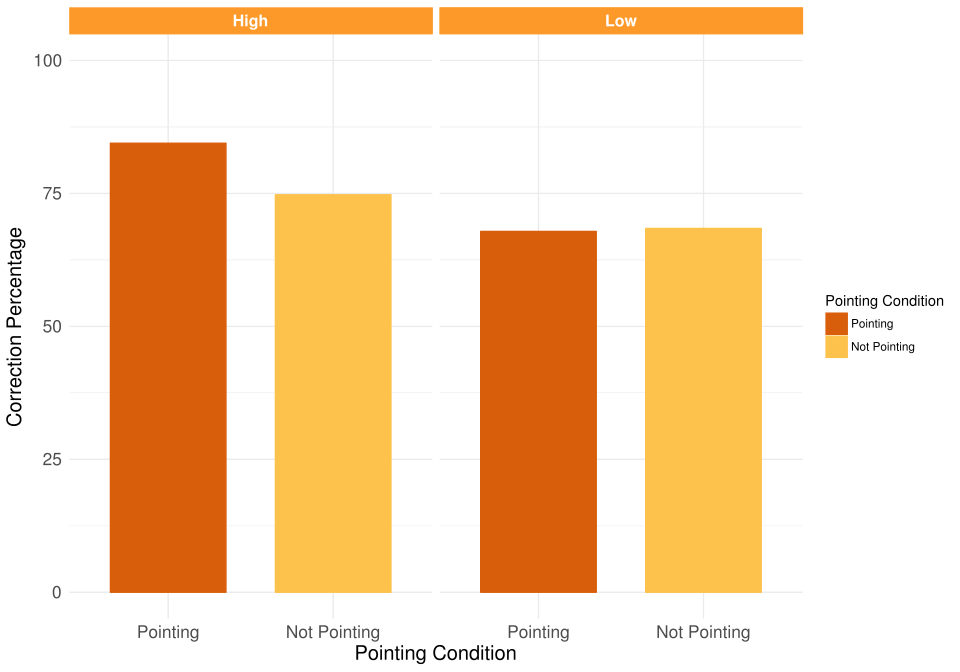 High
Low
100
75
50
25
0
Correction Percentage
Pointing
Not Pointing
Pointing
Not Pointing
Pointing Condition
Pointing Condition
Pointing
Not Pointing